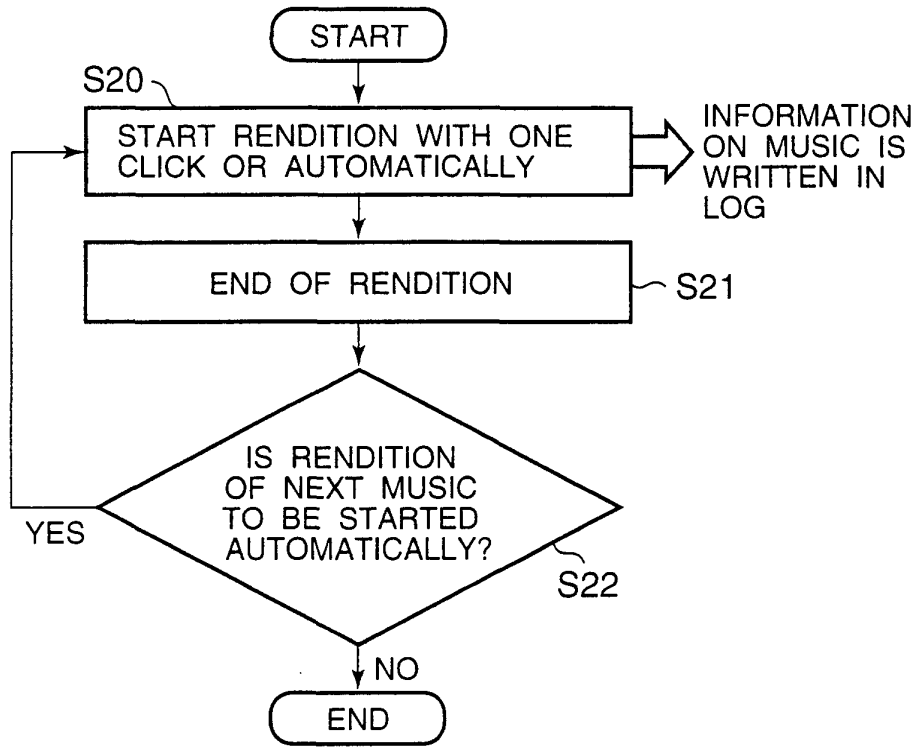 START
S20
START RENDITION WITH ONE
CLICK OR AUTOMATICALLY
INFORMATION
ON MUSIC IS
WRITTEN IN
LOG
END OF RENDITION
S21
IS RENDITION
OF NEXT MUSIC
TO BE STARTED
AUTOMATICALLY?
YES
S22
NO
END